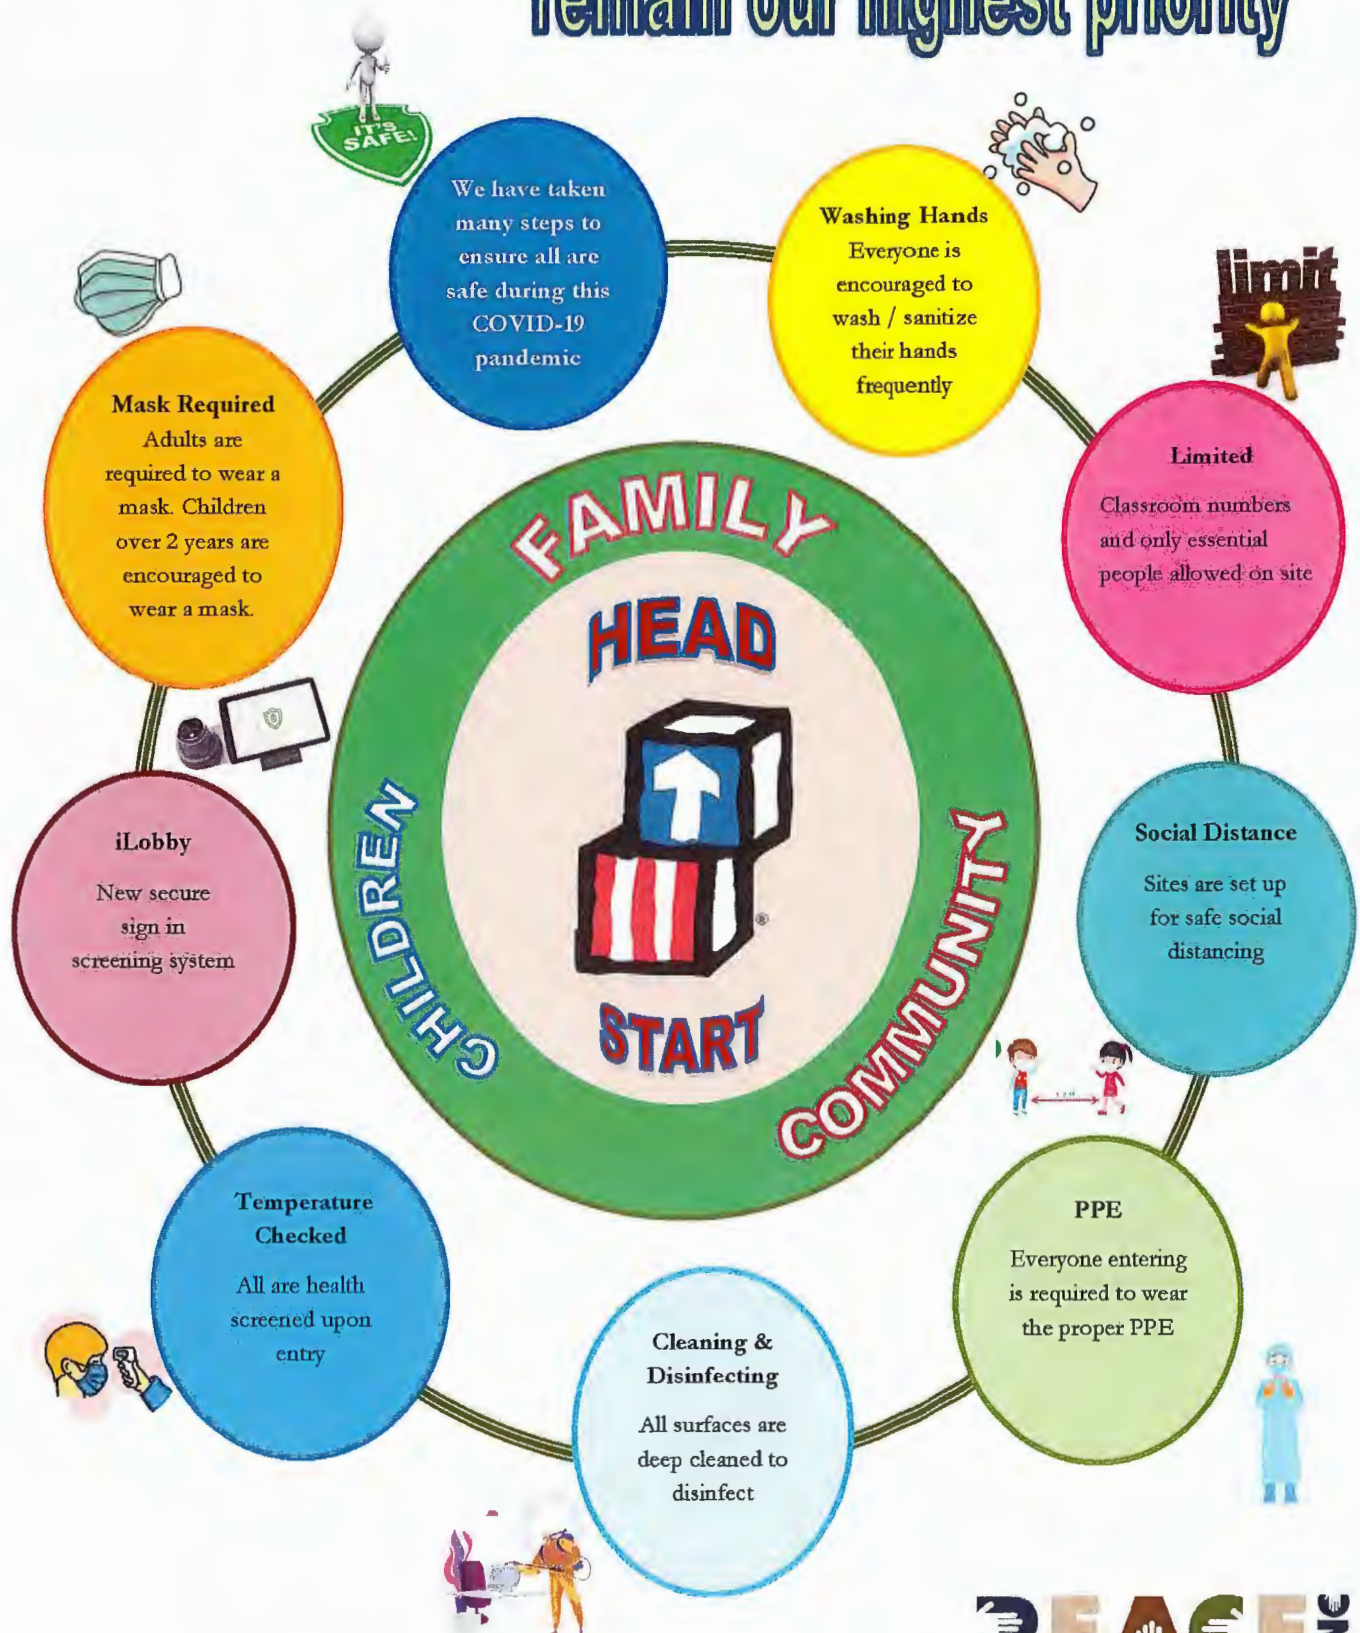 remain our highest priority
IT'S
SAFE!
We have taken
many steps to
ensure all are
safe during this
COVID-19
pandemic
Washing Hands
Everyone is
encouraged to
wash / sanitize
their hands
frequently
limit
Limited
Classroom numbers
and only essential
people allowed on site
Social Distance
Sites are set up
for safe social
distancing
PPE
Everyone entering
is required to wear
the proper PPE
Cleaning &
Disinfecting
All surfaces are
deep cleaned to
disinfect
Temperature
Checked
All are health
screened upon
entry
iLobby
New secure
sign in
screening system
Mask Required
Adults are
required to wear a
mask. Children
over 2 years are
encouraged to
wear a mask.
FAMILY
CHILDREN
COMMUNITY
HEAD
START
®
PEACE